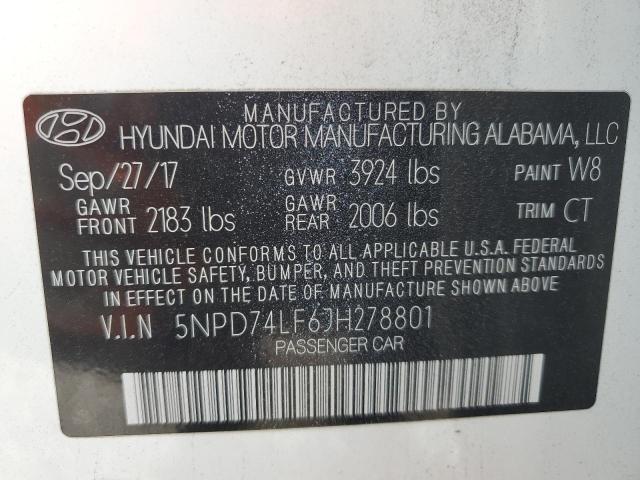 MANUFACTURED BY
HYUNDAI MOTOR MANUFACTURING ALABAMA, LLC
Sep/27/17 GVWR 3924 lbs PAINT W8
GAWR FRONT 2183 lbs GAWR REAR 2006 lbs TRIM CT
THIS VEHICLE CONFORMS TO ALL APPLICABLE U.S.A. FEDERAL
MOTOR VEHICLE SAFETY, BUMPER, AND THEFT PREVENTION STANDARDS
IN EFFECT ON THE DATE OF MANUFACTURE SHOWN ABOVE.
V.I.N 5NPD74LF6JH278801
PASSENGER CAR